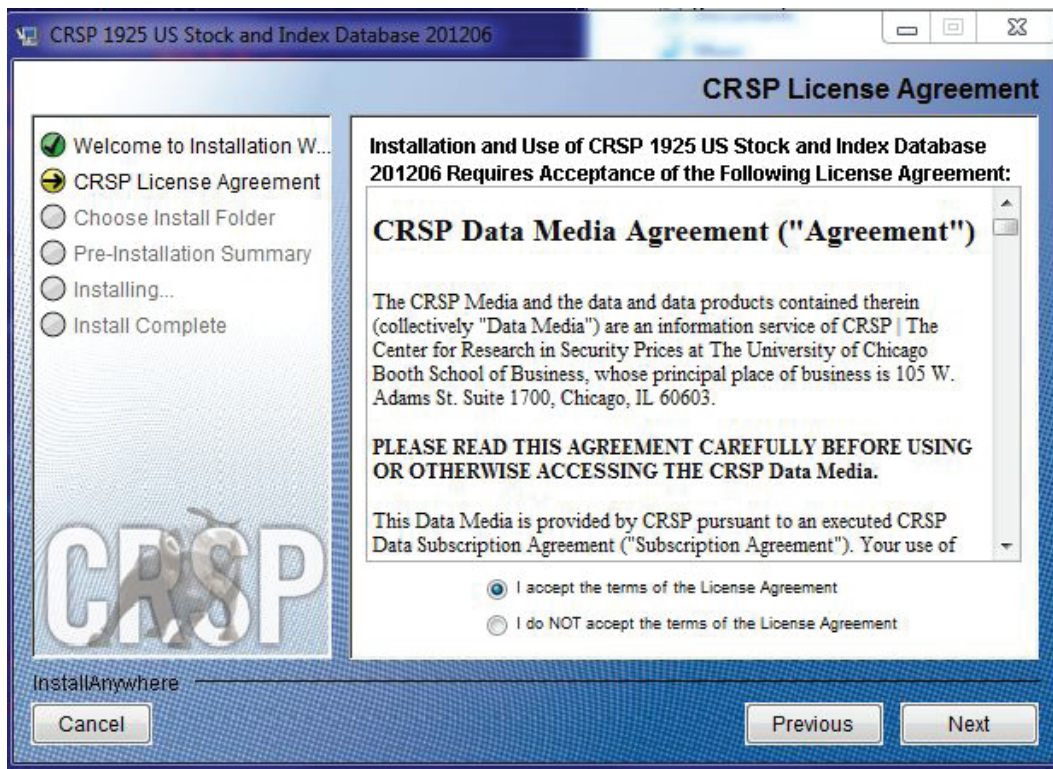 CRSP 1925 US Stock and Index Database 201206
CRSP License Agreement
Welcome to Installation W...
CRSP License Agreement
Choose Install Folder
Pre-Installation Summary
Installing...
Install Complete
CRSP
Installation and Use of CRSP 1925 US Stock and Index Database
201206 Requires Acceptance of the Following License Agreement:
CRSP Data Media Agreement ("Agreement")
The CRSP Media and the data and data products contained therein
(collectively "Data Media") are an information service of CRSP | The
Center for Research in Security Prices at The University of Chicago
Booth School of Business, whose principal place of business is 105 W.
Adams St. Suite 1700, Chicago, IL 60603.
PLEASE READ THIS AGREEMENT CAREFULLY BEFORE USING
OR OTHERWISE ACCESSING THE CRSP Data Media.
This Data Media is provided by CRSP pursuant to an executed CRSP
Data Subscription Agreement ("Subscription Agreement"). Your use of
I accept the terms of the License Agreement
I do NOT accept the terms of the License Agreement
InstallAnywhere
Cancel
Previous
Next